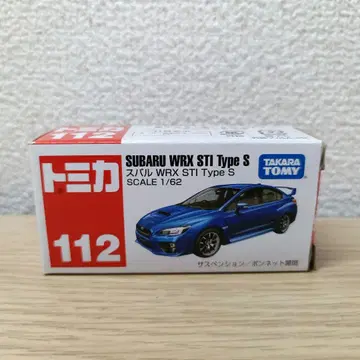 トミカ
112
SUBARU WRX STI Type S
スバル WRX STI Type S
SCALE 1/62
TAKARA
TOMY
サスペンション/ボンネット開閉